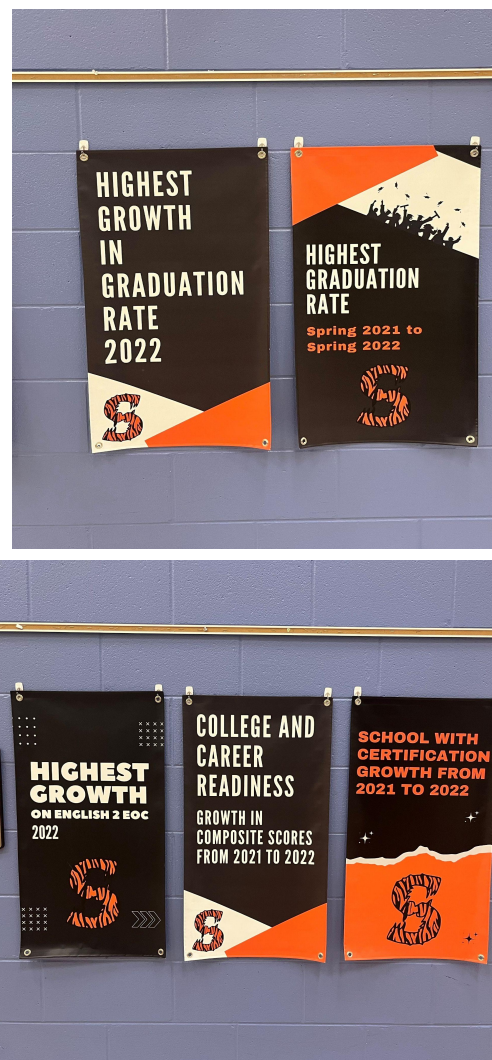 HIGHEST
GROWTH
IN
GRADUATION
RATE
2022
S
HIGHEST
GRADUATION
RATE
Spring 2021 to
Spring 2022
S
HIGHEST
GROWTH
ON ENGLISH 2 EOC
2022
S
COLLEGE AND
CAREER
READINESS
GROWTH IN
COMPOSITE SCORES
FROM 2021 TO 2022
S
SCHOOL WITH
CERTIFICATION
GROWTH FROM
2021 TO 2022
S